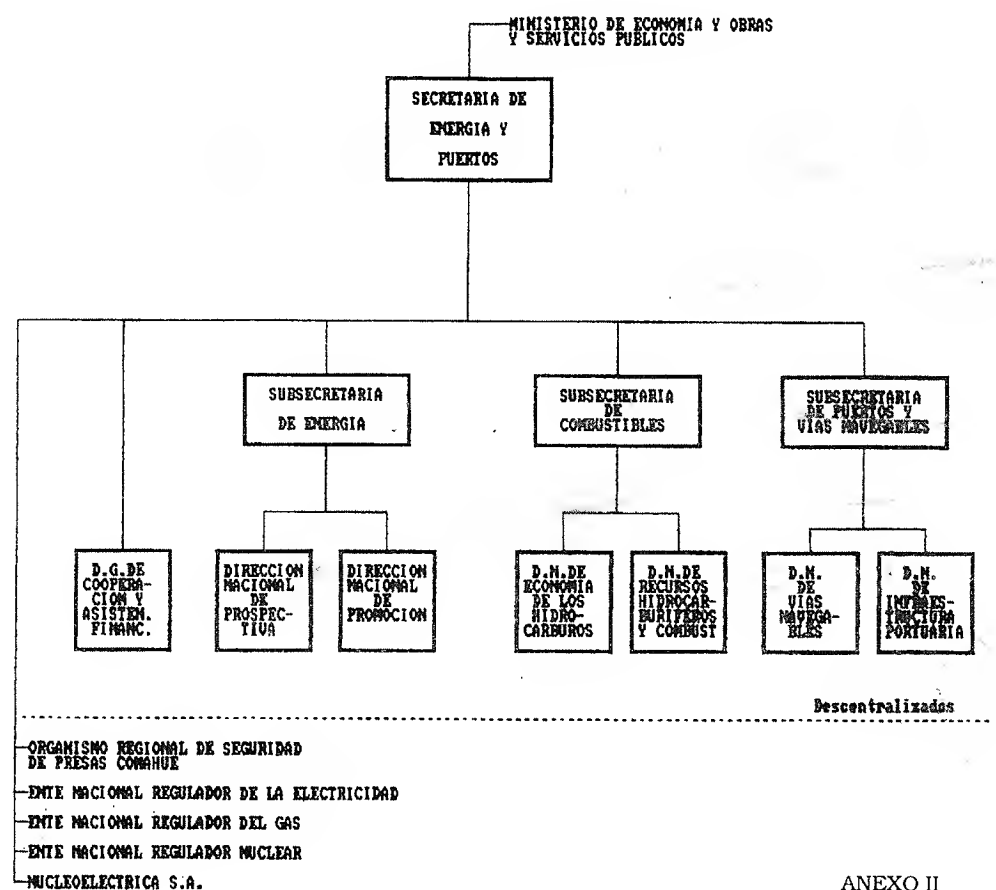 MINISTERIO DE ECONOMIA Y OBRAS
Y SERVICIOS PUBLICOS
SECRETARIA DE
ENERGIA Y
PUERTOS
SUBSECRETARIA
DE ENERGIA
SUBSECRETARIA
DE
COMBUSTIBLES
SUBSECRETARIA
DE PUERTOS Y
VIAS NAVEGABLES
D.G.DE
COOPERA-
CION Y
ASISTEN.
FINANC.
DIRECCION
NACIONAL
DE
PROSPEC-
TIVA
DIRECCION
NACIONAL
DE
PROMOCION
D.N.DE
ECONOMIA
DE LOS
HIDRO-
CARBUROS
D.N.DE
RECURSOS
HIDROCAR-
BURIFEROS
Y COMBUST
D.N.
DE
VIAS
NAVEGA-
BLES
D.N.
DE
INFRAES-
TRUCTURA
PORTUARIA
Descentralizados
ORGANISMO REGIONAL DE SEGURIDAD
DE PRESAS COMAHUE
ENTE NACIONAL REGULADOR DE LA ELECTRICIDAD
ENTE NACIONAL REGULADOR DEL GAS
ENTE NACIONAL REGULADOR NUCLEAR
NUCLEOELECTRICA S.A.
ANEXO II